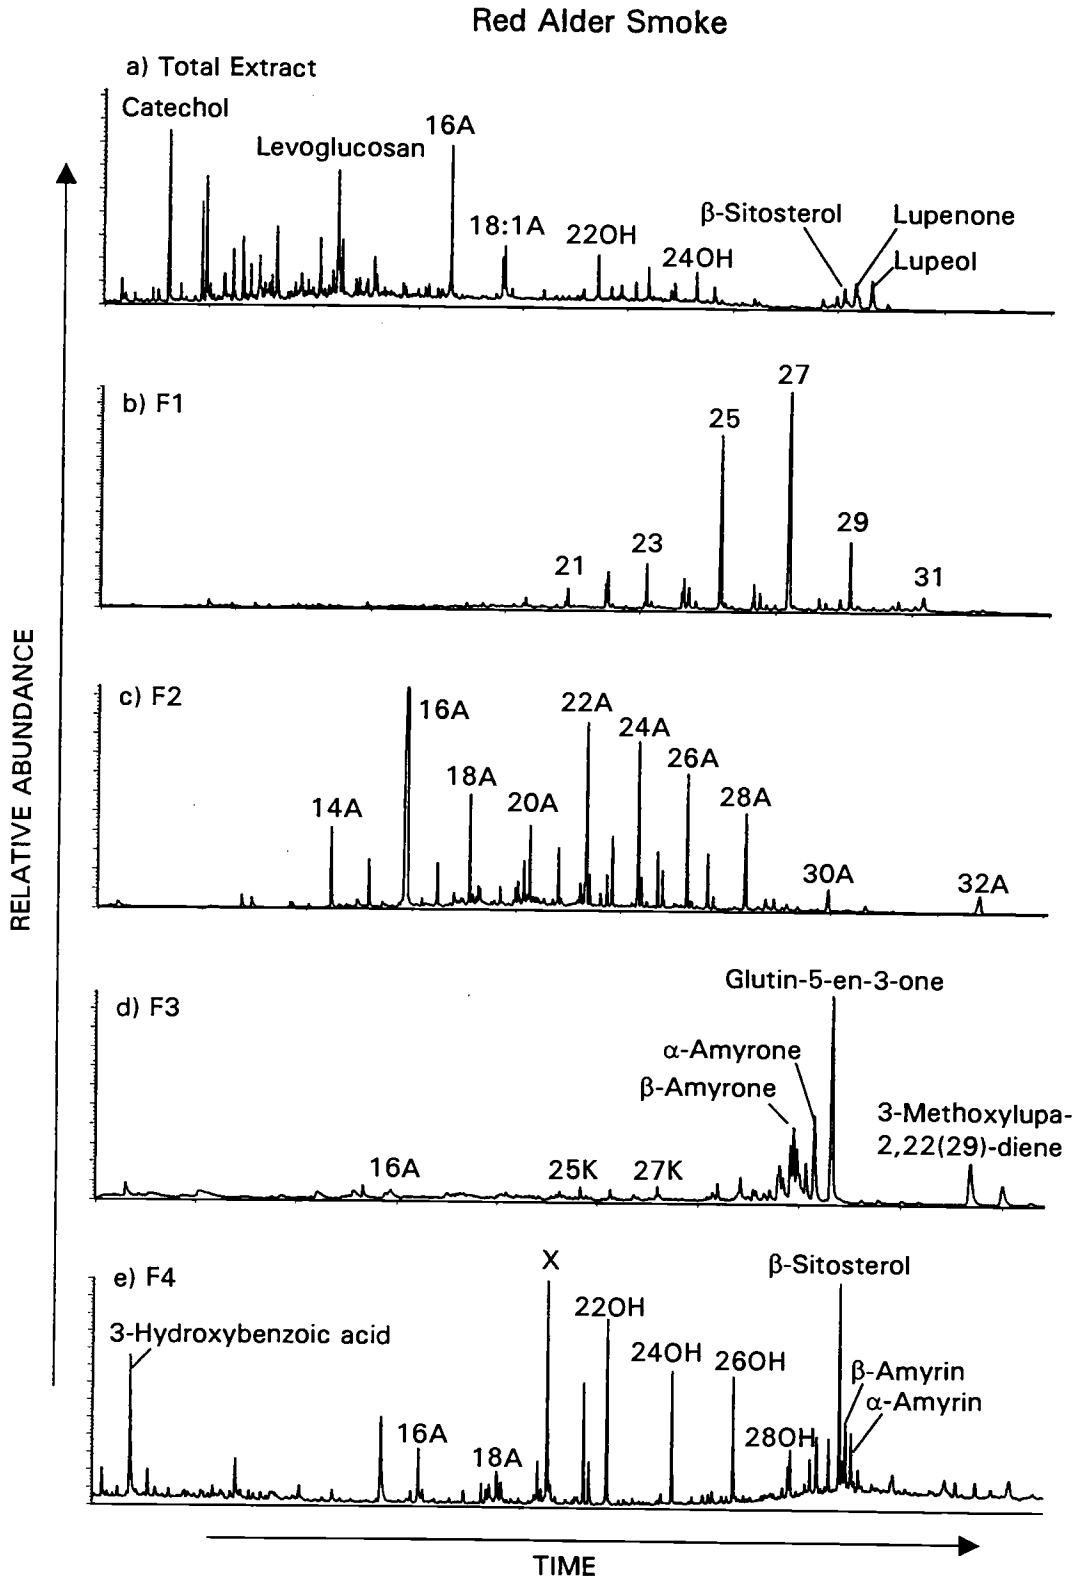 Red Alder Smoke
a) Total Extract
Catechol
Levoglucosan
16A
18:1A
22OH
24OH
β-Sitosterol
Lupenone
Lupeol
b) F1
21
23
25
27
29
31
c) F2
14A
16A
18A
20A
22A
24A
26A
28A
30A
32A
d) F3
16A
25K
27K
β-Amyrone
α-Amyrone
Glutin-5-en-3-one
3-Methoxylupa-
2,22(29)-diene
e) F4
3-Hydroxybenzoic acid
16A
18A
X
22OH
24OH
26OH
28OH
β-Sitosterol
β-Amyrin
α-Amyrin
RELATIVE ABUNDANCE
TIME